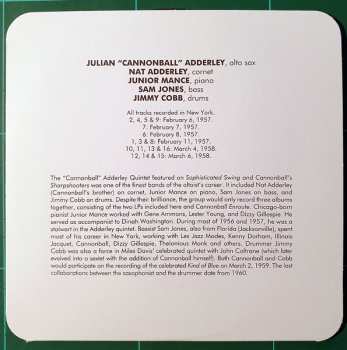 JULIAN "CANNONBALL" ADDERLEY, alto sax
NAT ADDERLEY, cornet
JUNIOR MANCE, piano
SAM JONES, bass
JIMMY COBB, drums
All tracks recorded in New York.
2, 4, 5 & 9: February 6, 1957.
7: February 7, 1957.
6: February 8, 1957.
1, 3 & 8: February 11, 1957.
10, 11, 13 & 16: March 4, 1958.
12, 14 & 15: March 6, 1958.
The "Cannonball" Adderley Quintet featured on Sophisticated Swing and Cannonball's
Sharpshooters was one of the finest bands of the altoist's career. It included Nat Adderley
(Cannonball's brother) on cornet, Junior Mance on piano, Sam Jones on bass, and
Jimmy Cobb on drums. Despite their brilliance, the group would only record three albums
together, consisting of the two LPs included here and Cannonball Enroute. Chicago-born
pianist Junior Mance worked with Gene Ammons, Lester Young, and Dizzy Gillespie. He
served as accompanist to Dinah Washington. During most of 1956 and 1957, he was a
stalwart in the Adderley quintet. Bassist Sam Jones, also from Florida (Jacksonville), spent
most of his career in New York, working with Les Jazz Modes, Kenny Dorham, Illinois
Jacquet, Cannonball, Dizzy Gillespie, Thelonious Monk and others. Drummer Jimmy
Cobb was also a force in Miles Davis' celebrated quintet with John Coltrane (which later
evolved into a sextet with the addition of Cannonball himself). Both Cannonball and Cobb
would participate on the recording of the celebrated Kind of Blue on March 2, 1959. The last
collaborations between the saxophonist and the drummer date from 1960.